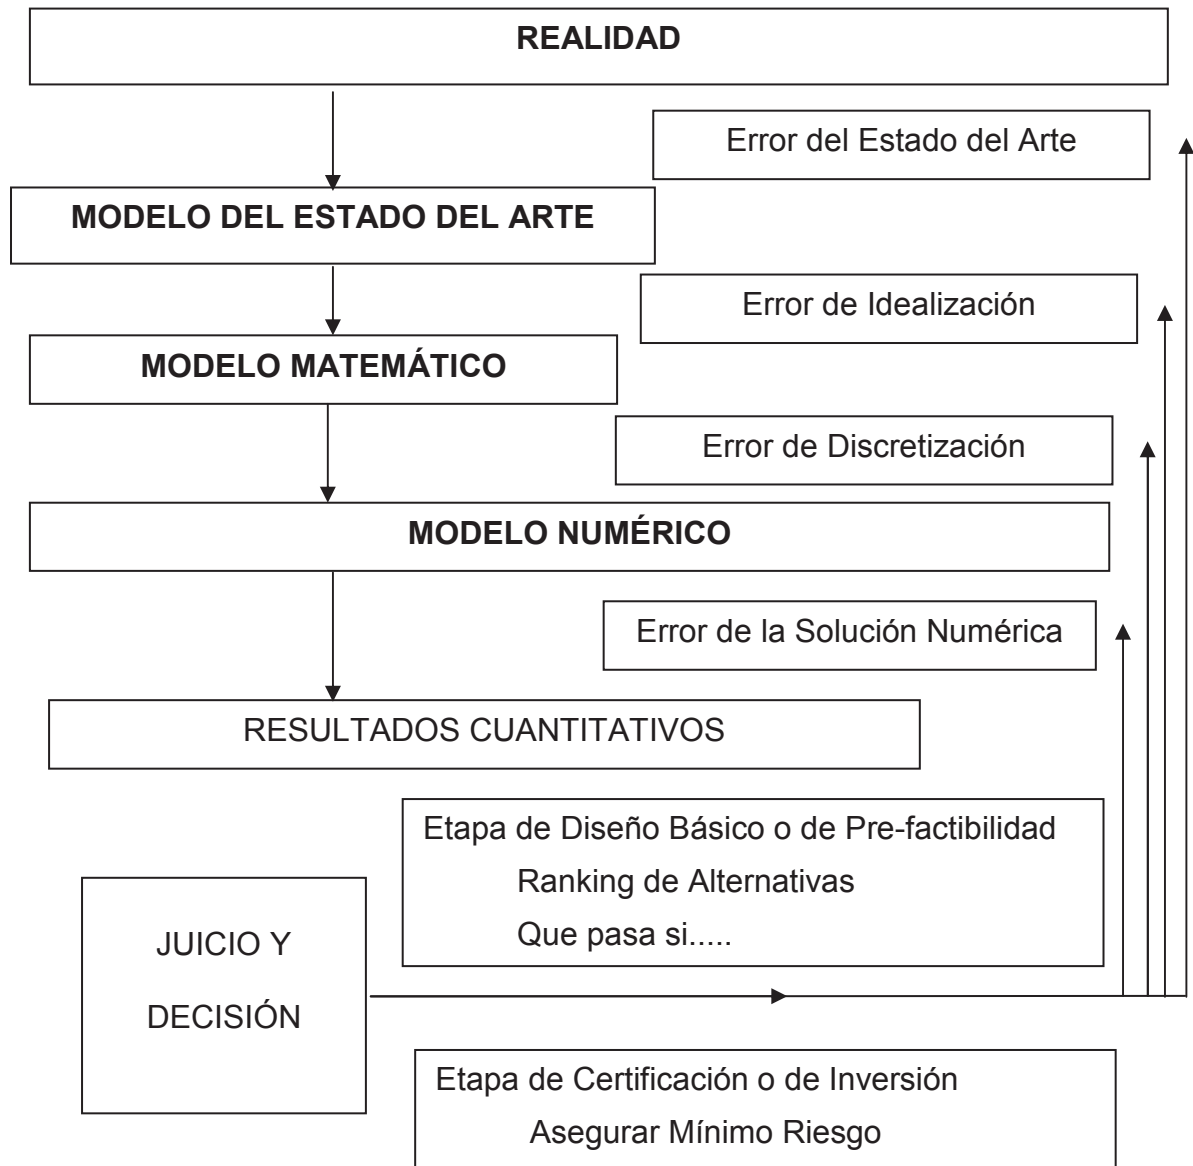 REALIDAD
Error del Estado del Arte
MODELO DEL ESTADO DEL ARTE
Error de Idealización
MODELO MATEMÁTICO
Error de Discretización
MODELO NUMÉRICO
Error de la Solución Numérica
RESULTADOS CUANTITATIVOS
Etapa de Diseño Básico o de Pre-factibilidad
Ranking de Alternativas
Que pasa si.....
JUICIO Y
DECISIÓN
Etapa de Certificación o de Inversión
Asegurar Mínimo Riesgo